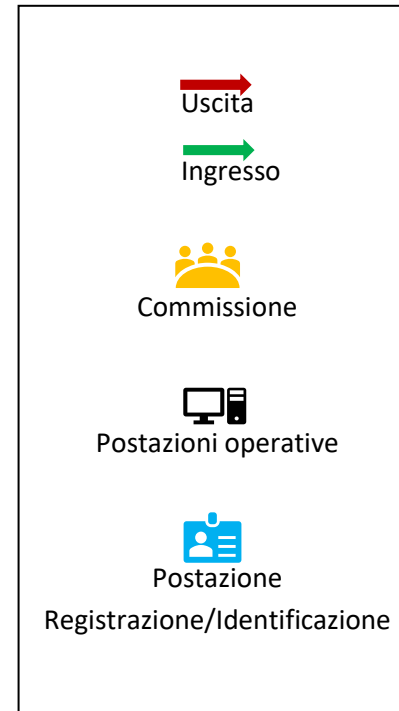 Uscita
Ingresso
Commissione
Postazioni operative
Postazione
Registrazione/Identificazione